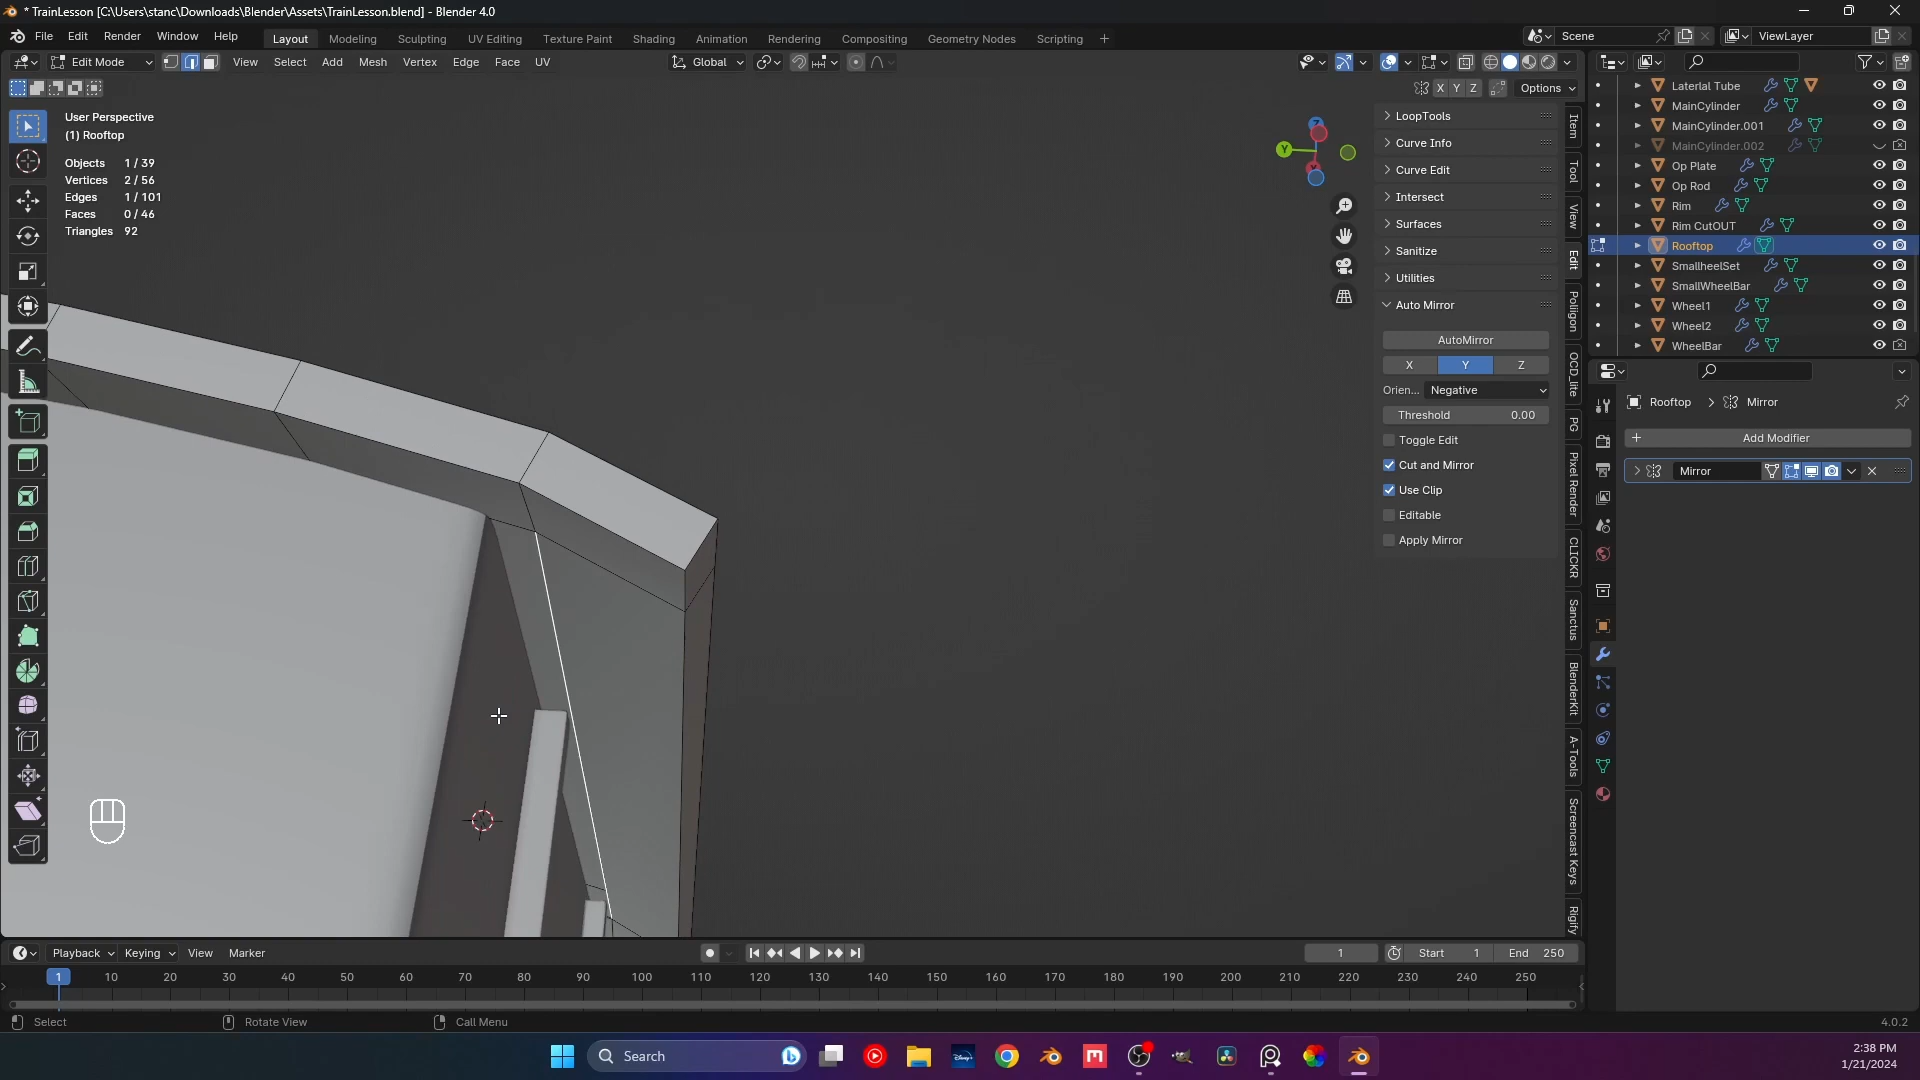 * TrainLesson [C:\Users\stanc\Downloads\Blender\Assets\TrainLesson.blend] - Blender 4.0
File Edit Render Window Help
Layout Modeling Sculpting UV Editing Texture Paint Shading Animation Rendering Compositing Geometry Nodes Scripting +
Scene
ViewLayer
Edit Mode
View Select Add Mesh Vertex Edge Face UV
Global
X Y Z
Options
User Perspective
(1) Rooftop
Objects 1 / 39
Vertices 2 / 56
Edges 1 / 101
Faces 0 / 46
Triangles 92
Y
Z
LoopTools
Curve Info
Curve Edit
Intersect
Surfaces
Sanitize
Utilities
Auto Mirror
AutoMirror
X Y Z
Orien... Negative
Threshold 0.00
Toggle Edit
Cut and Mirror
Use Clip
Editable
Apply Mirror
Item
Tool
View
Edit
Poliigon
OCD_lite
PG
Pixel Render
CLICKR
Sanctus
BlenderKit
A-Tools
Screencast Keys
Rigify
Laterlal Tube
MainCylinder
MainCylinder.001
MainCylinder.002
Op Plate
Op Rod
Rim
Rim CutOUT
Rooftop
SmallheelSet
SmallWheelBar
Wheel1
Wheel2
WheelBar
Rooftop > Mirror
+ Add Modifier
Mirror
Playback Keying View Marker
1
Start 1
End 250
1 10 20 30 40 50 60 70 80 90 100 110 120 130 140 150 160 170 180 190 200 210 220 230 240 250
Select
Rotate View
Call Menu
4.0.2
Search
2:38 PM
1/21/2024